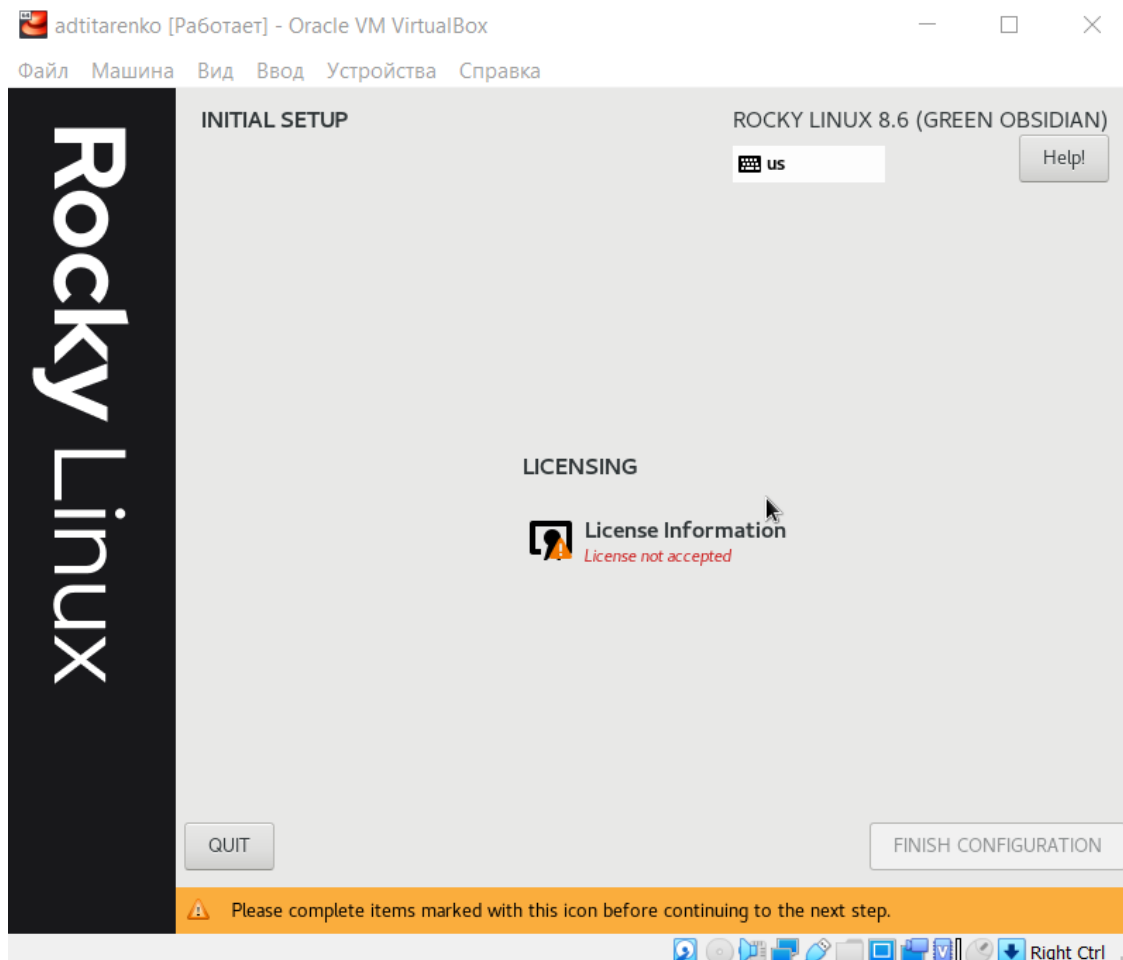 adtitarenko [Работает] - Oracle VM VirtualBox
Файл Машина Вид Ввод Устройства Справка
Rocky Linux
INITIAL SETUP
ROCKY LINUX 8.6 (GREEN OBSIDIAN)
us
Help!
LICENSING
License Information
License not accepted
QUIT
FINISH CONFIGURATION
Please complete items marked with this icon before continuing to the next step.
Right Ctrl